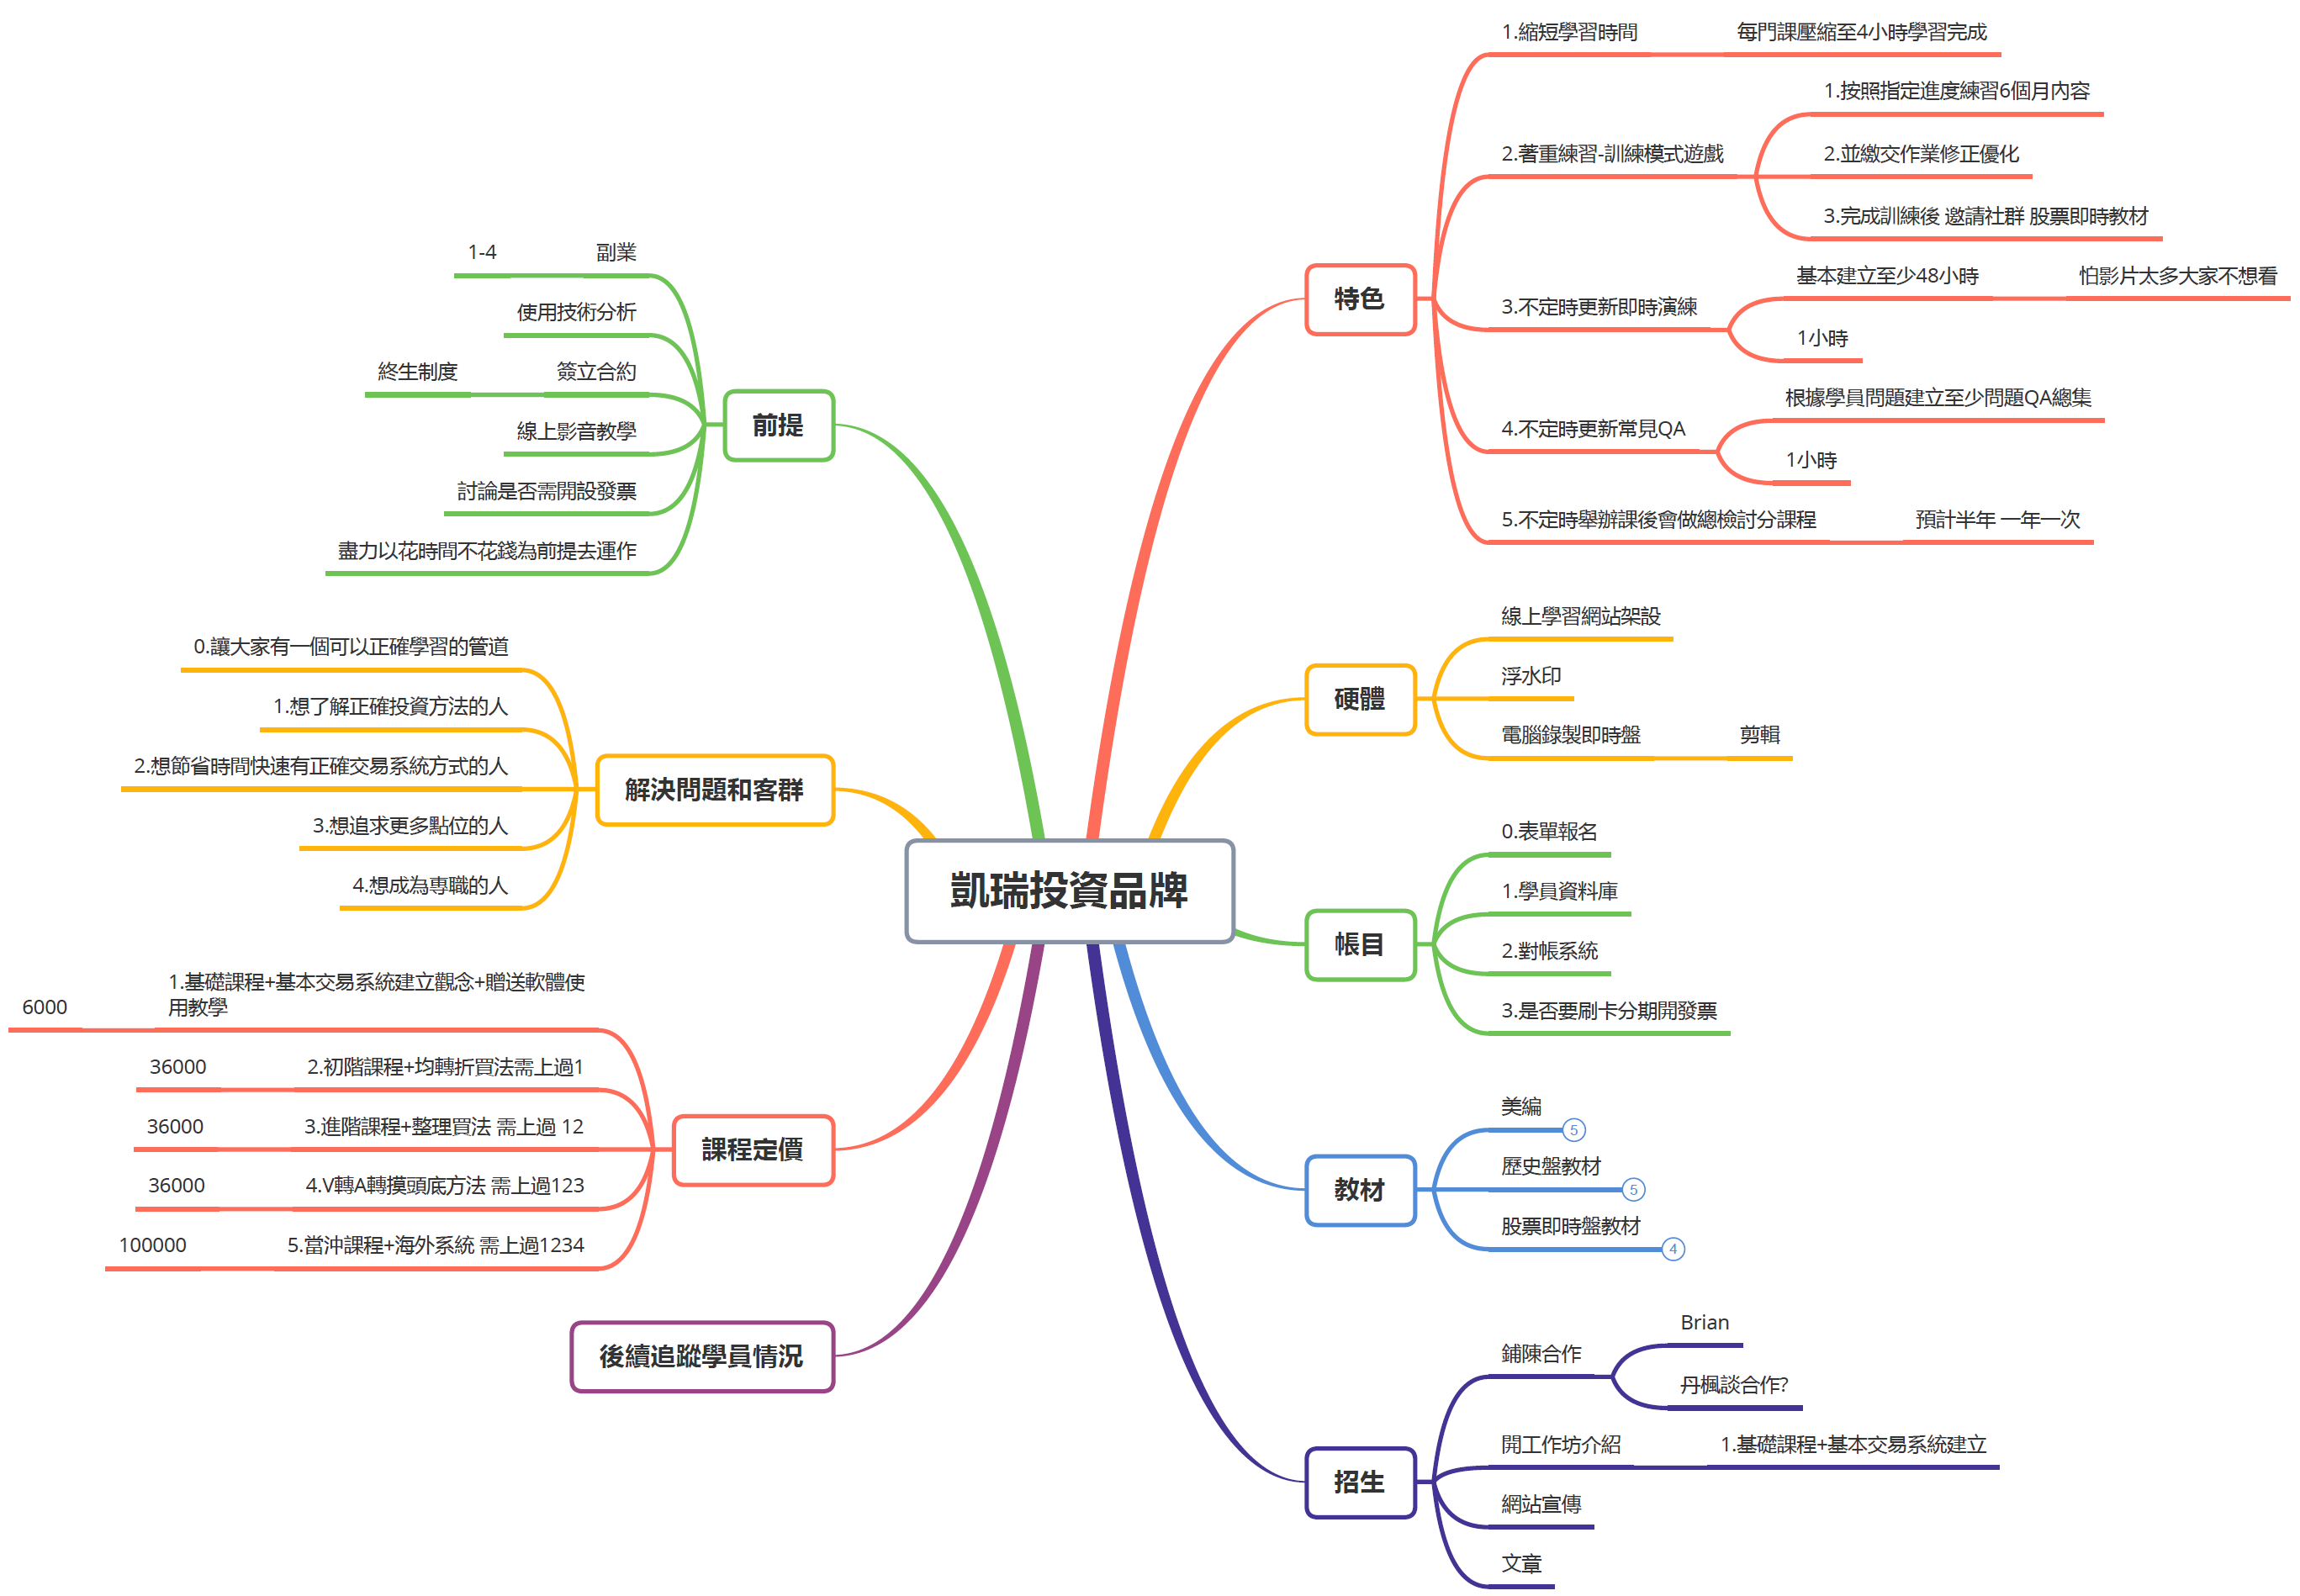 凱瑞投資品牌
特色
1.縮短學習時間
每門課壓縮至4小時學習完成
2.著重練習-訓練模式遊戲
1.按照指定進度練習6個月內容
2.並繳交作業修正優化
3.完成訓練後 邀請社群 股票即時教材
3.不定時更新即時演練
基本建立至少48小時
怕影片太多大家不想看
1小時
4.不定時更新常見QA
根據學員問題建立至少問題QA總集
1小時
5.不定時舉辦課後會做總檢討分課程
預計半年 一年一次
硬體
線上學習網站架設
浮水印
電腦錄製即時盤
剪輯
帳目
0.表單報名
1.學員資料庫
2.對帳系統
3.是否要刷卡分期開發票
教材
美編
5
歷史盤教材
5
股票即時盤教材
4
招生
鋪陳合作
Brian
丹楓談合作?
開工作坊介紹
1.基礎課程+基本交易系統建立
網站宣傳
文章
前提
副業
1-4
使用技術分析
簽立合約
終生制度
線上影音教學
討論是否需開設發票
盡力以花時間不花錢為前提去運作
解決問題和客群
0.讓大家有一個可以正確學習的管道
1.想了解正確投資方法的人
2.想節省時間快速有正確交易系統方式的人
3.想追求更多點位的人
4.想成為專職的人
課程定價
1.基礎課程+基本交易系統建立觀念+贈送軟體使
用教學
6000
2.初階課程+均轉折買法需上過1
36000
3.進階課程+整理買法 需上過 12
36000
4.V轉A轉摸頭底方法 需上過123
36000
5.當沖課程+海外系統 需上過1234
100000
後續追蹤學員情況